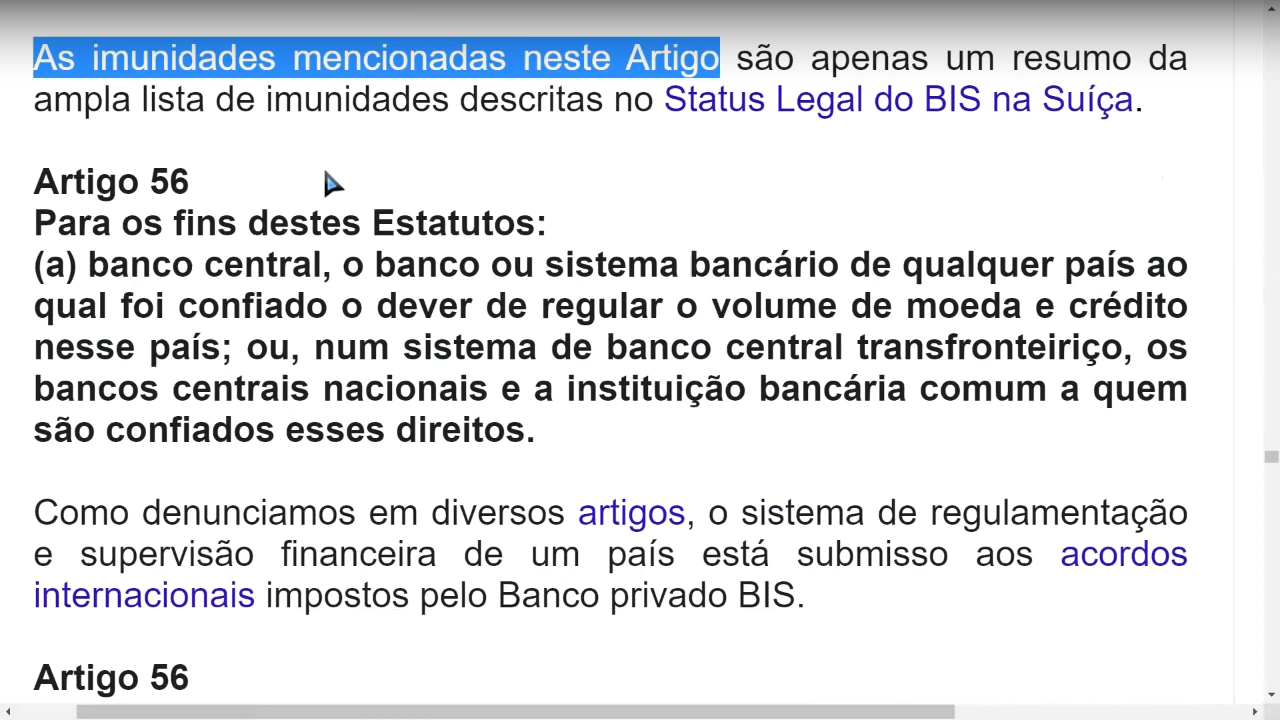 As imunidades mencionadas neste Artigo são apenas um resumo da
ampla lista de imunidades descritas no Status Legal do BIS na Suíça.
Artigo 56
Para os fins destes Estatutos:
(a) banco central, o banco ou sistema bancário de qualquer país ao
qual foi confiado o dever de regular o volume de moeda e crédito
nesse país; ou, num sistema de banco central transfronteiriço, os
bancos centrais nacionais e a instituição bancária comum a quem
são confiados esses direitos.
Como denunciamos em diversos artigos, o sistema de regulamentação
e supervisão financeira de um país está submisso aos acordos
internacionais impostos pelo Banco privado BIS.
Artigo 56